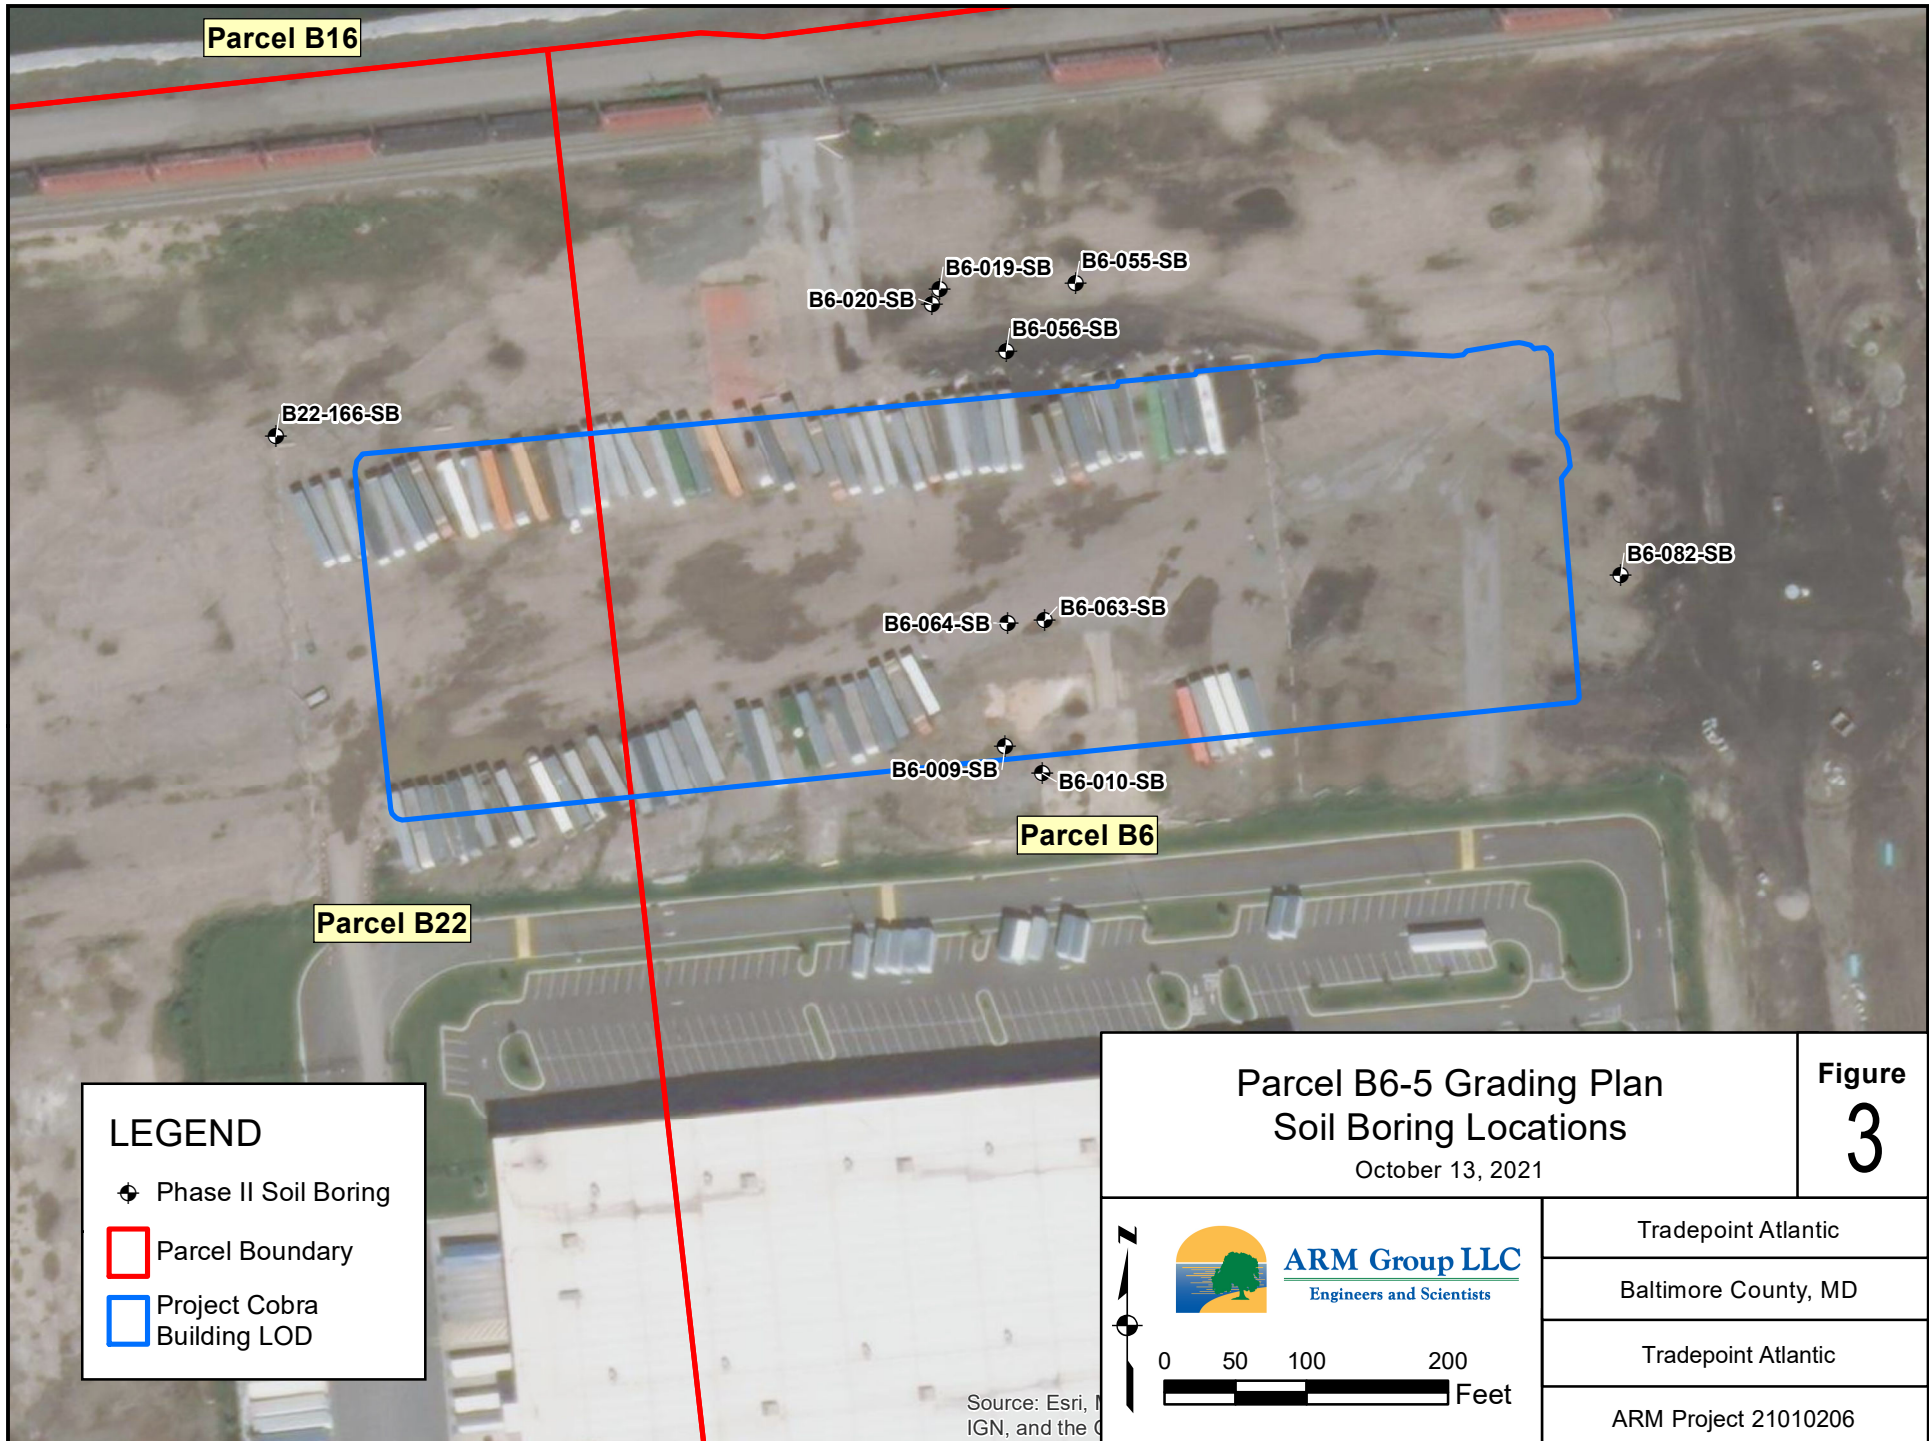 Parcel B16
B6-019-SB
B6-055-SB
B6-020-SB
B6-056-SB
B22-166-SB
B6-082-SB
B6-064-SB
B6-063-SB
B6-009-SB
B6-010-SB
Parcel B6
Parcel B22
LEGEND
Phase II Soil Boring
Parcel Boundary
Project Cobra
Building LOD
Source: Esri,
IGN, and the
Parcel B6-5 Grading Plan
Soil Boring Locations
October 13, 2021
Figure
3
N
ARM Group LLC
Engineers and Scientists
0 50 100 200
Feet
Tradepoint Atlantic
Baltimore County, MD
Tradepoint Atlantic
ARM Project 21010206